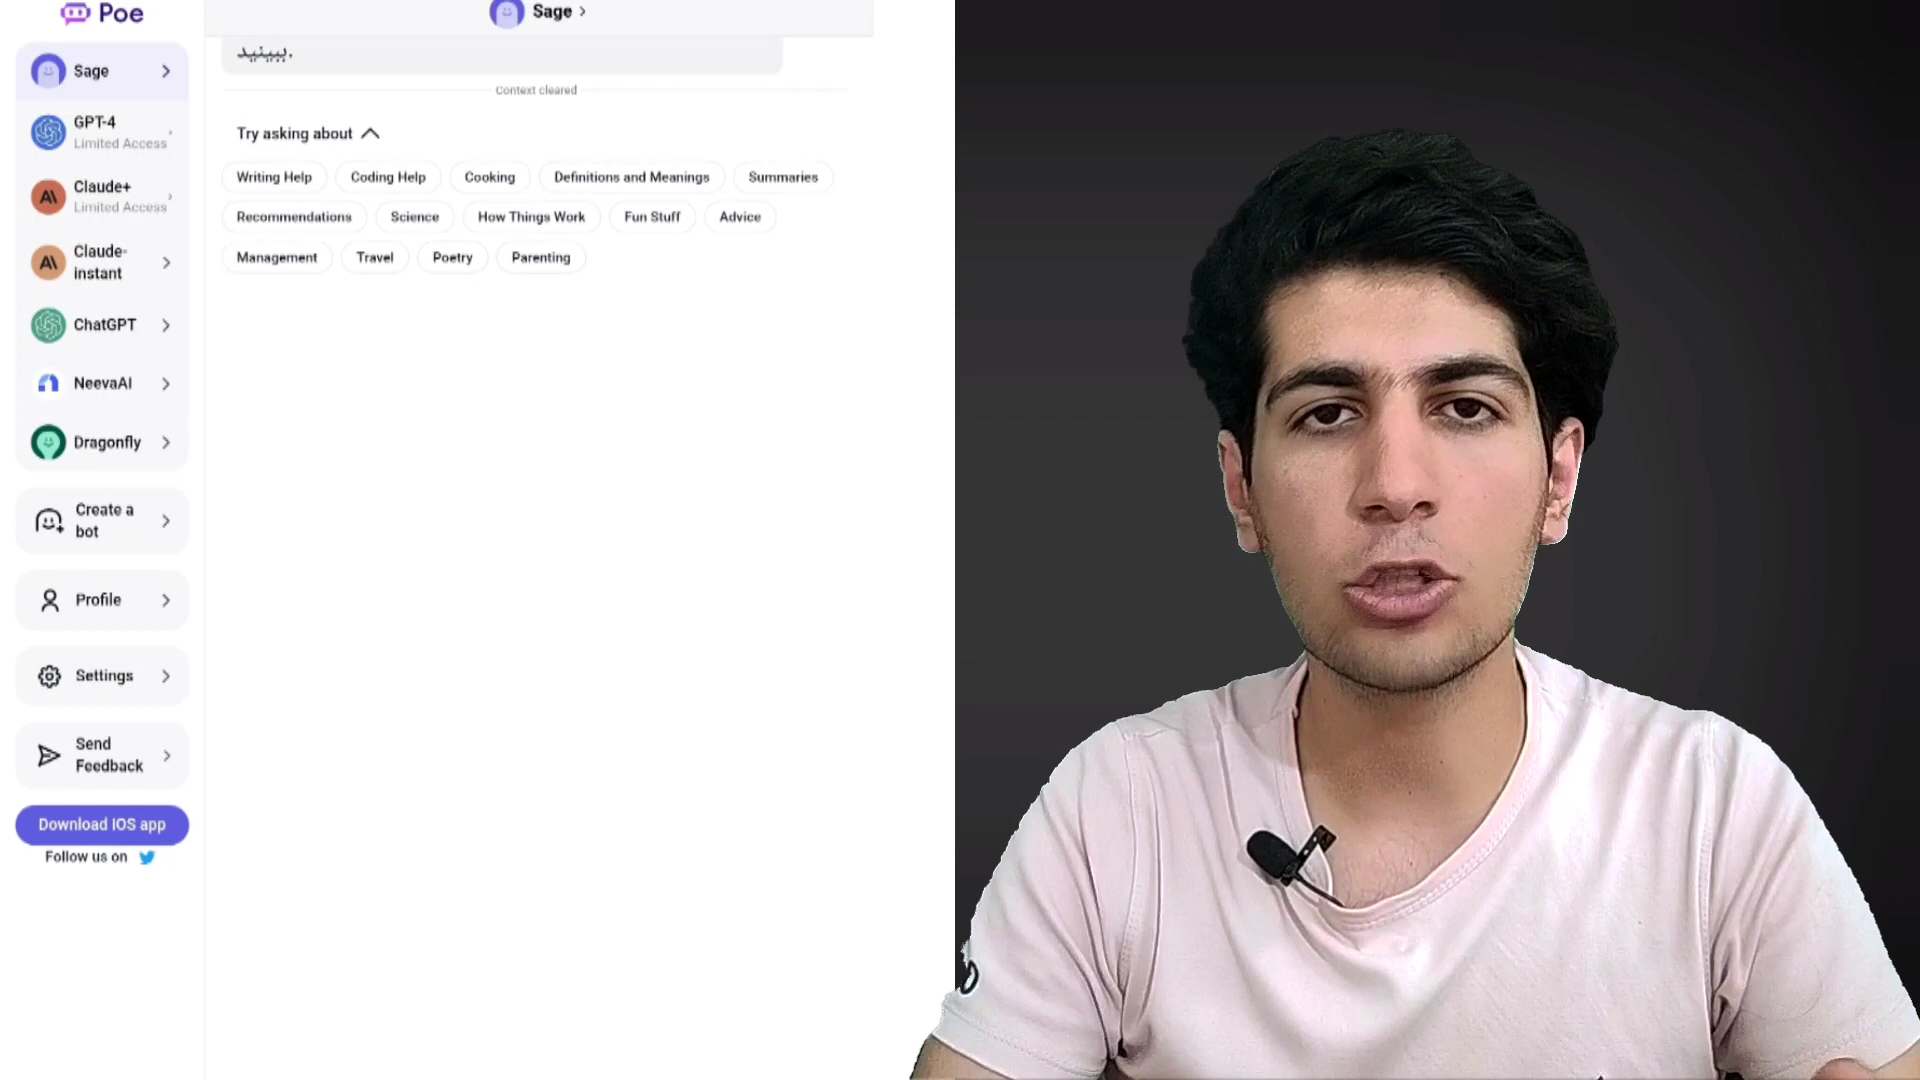 Poe
Sage
GPT-4
Limited Access
Claude+
Limited Access
Claude-
instant
ChatGPT
NeevaAI
Dragonfly
Create a
bot
Profile
Settings
Send
Feedback
Download iOS app
Follow us on
Sage
ببینید.
Context cleared
Try asking about
Writing Help Coding Help Cooking Definitions and Meanings Summaries
Recommendations Science How Things Work Fun Stuff Advice
Management Travel Poetry Parenting